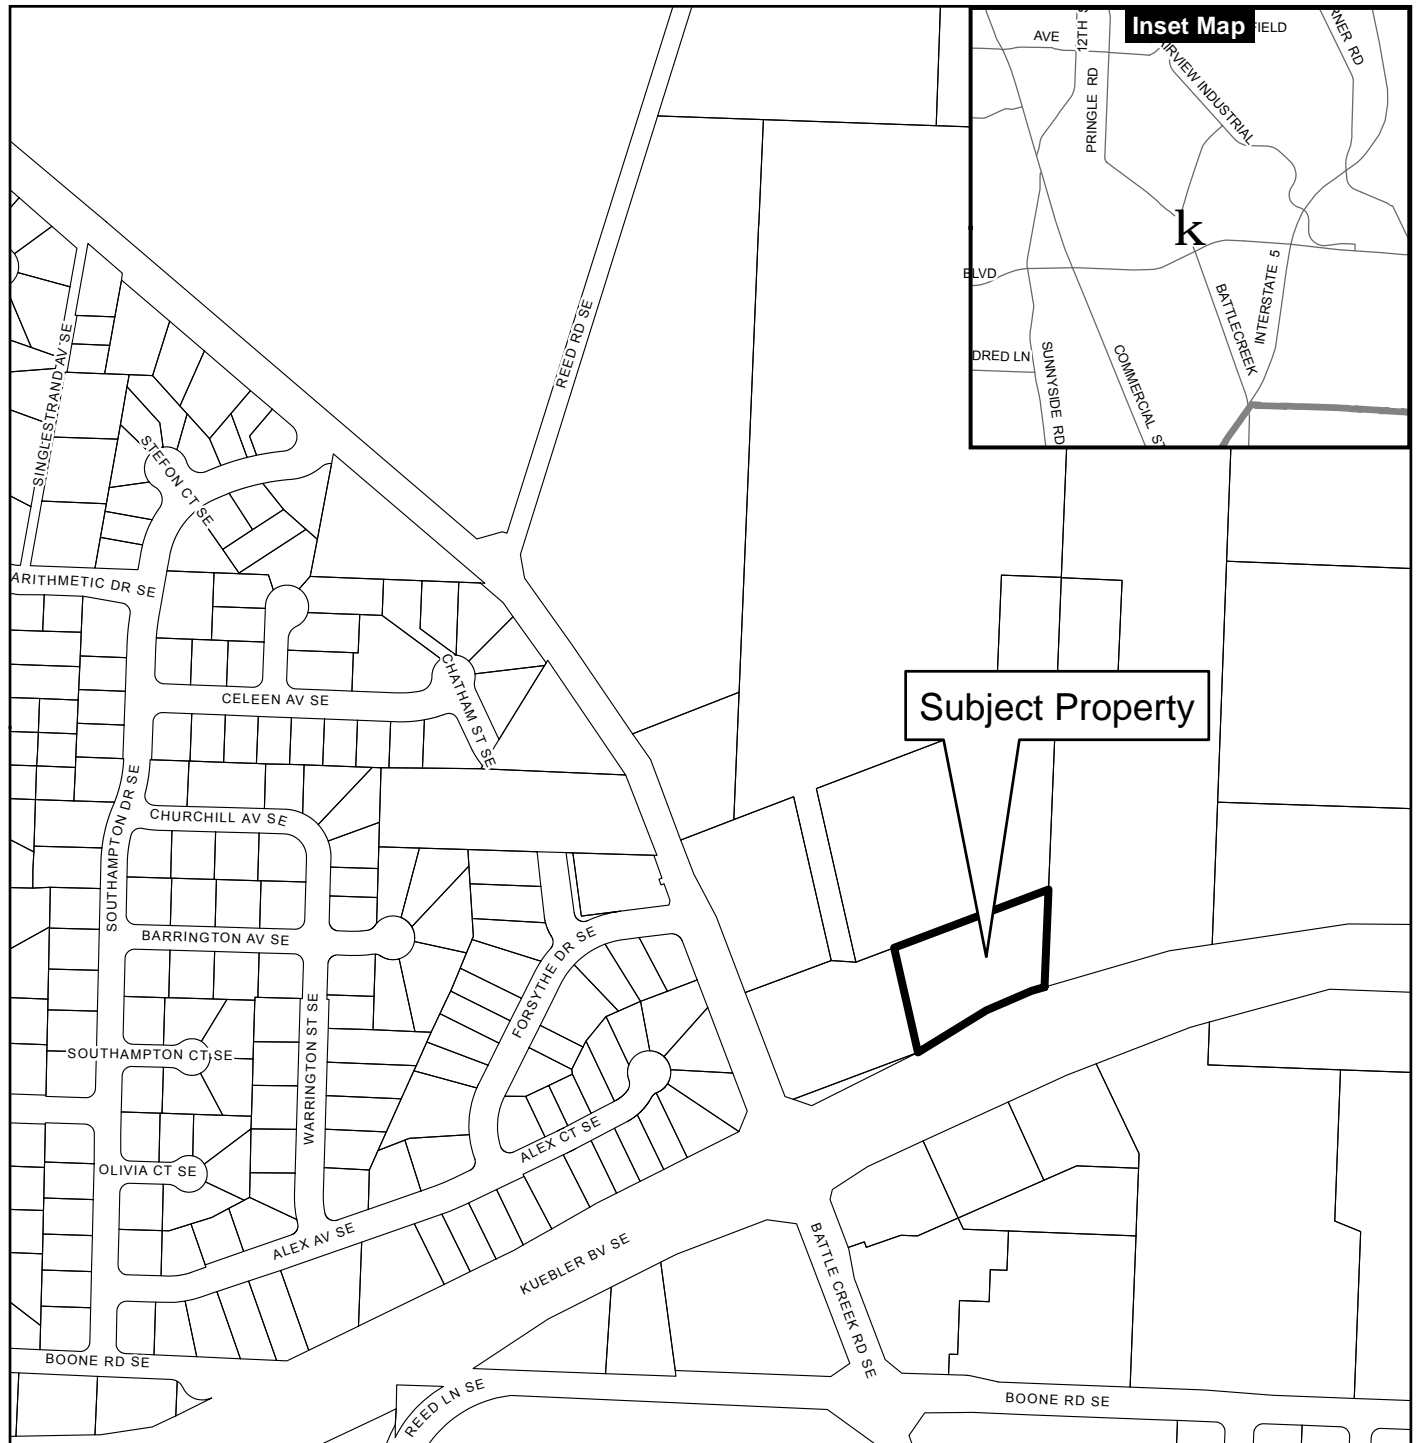 Inset Map
AVE
12TH S
FIELD
RNER RD
IRVIEW INDUSTRIAL
PRINGLE RD
k
BLVD
INTERSTATE 5
BATTLECREEK
DRED LN
SUNNYSIDE RD
COMMERCIAL ST
REED RD SE
SINGLESTRAND AV SE
STEFON CT SE
ARITHMETIC DR SE
CHATHAM ST SE
CELEEN AV SE
Subject Property
SOUTHAMPTON DR SE
CHURCHILL AV SE
BARRINGTON AV SE
FORSYTHE DR SE
WARRINGTON ST SE
SOUTHAMPTON CT SE
ALEX CT SE
OLIVIA CT SE
ALEX AV SE
KUEBLER BV SE
BATTLE CREEK RD SE
BOONE RD SE
REED LN SE
BOONE RD SE